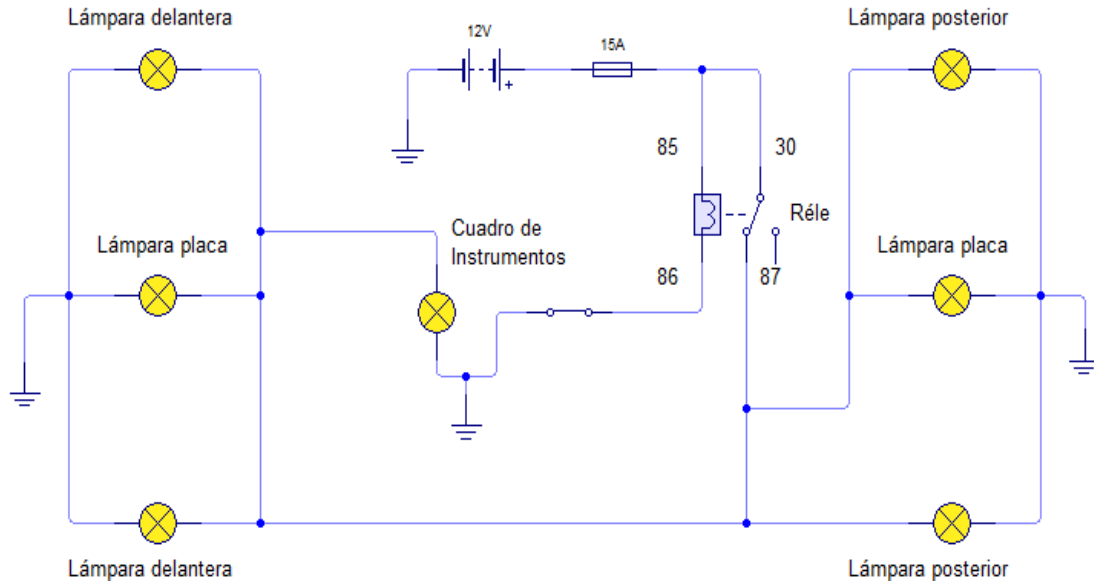 Lámpara delantera
12V
15A
Lámpara posterior
+
85
30
Réle
Cuadro de
Instrumentos
Lámpara placa
Lámpara placa
86
87
Lámpara delantera
Lámpara posterior